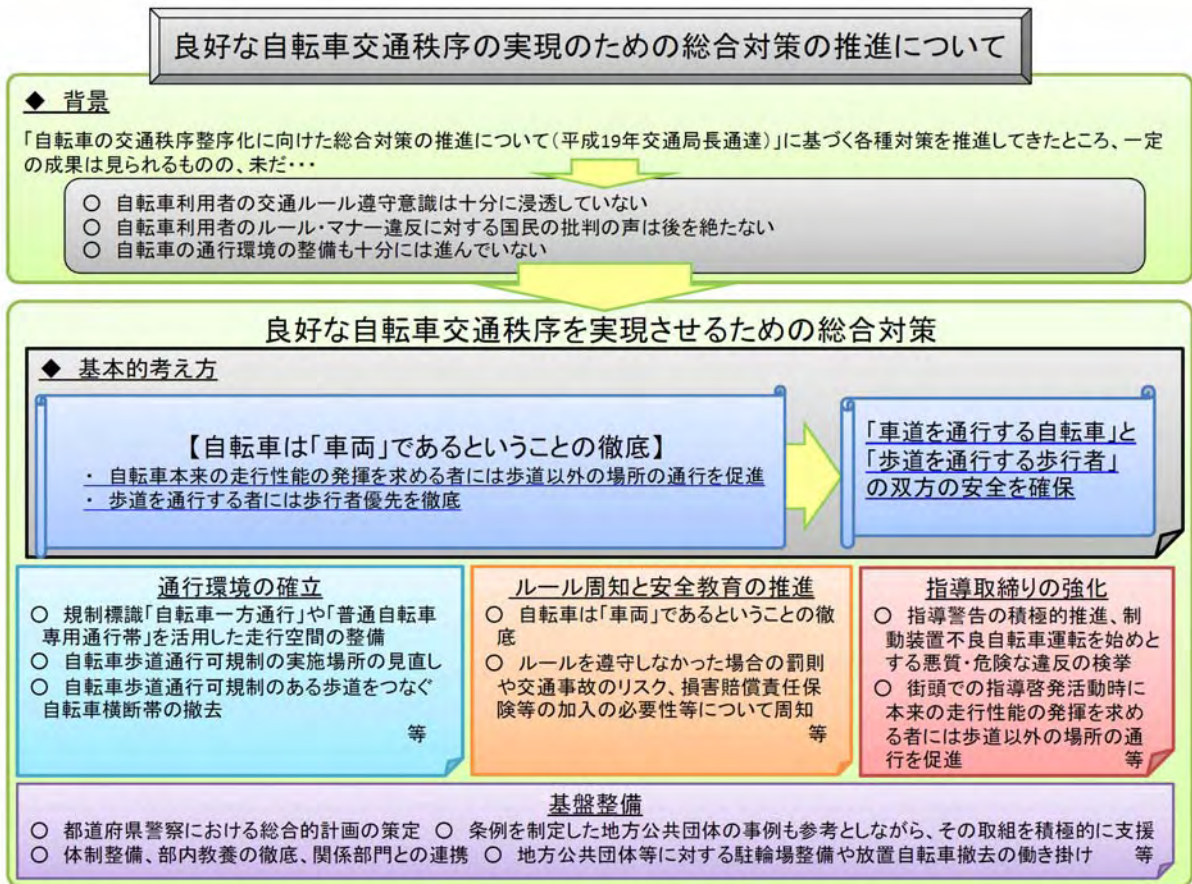 良好な自転車交通秩序の実現のための総合対策の推進について
◆ 背景
「自転車の交通秩序整序化に向けた総合対策の推進について(平成19年交通局長通達)」に基づく各種対策を推進してきたところ、一定
の成果は見られるものの、未だ・・・
○ 自転車利用者の交通ルール遵守意識は十分に浸透していない
○ 自転車利用者のルール・マナー違反に対する国民の批判の声は後を絶たない
○ 自転車の通行環境の整備も十分には進んでいない
良好な自転車交通秩序を実現させるための総合対策
◆ 基本的考え方
【自転車は「車両」であるということの徹底】
・ 自転車本来の走行性能の発揮を求める者には歩道以外の場所の通行を促進
・ 歩道を通行する者には歩行者優先を徹底
「車道を通行する自転車」と
「歩道を通行する歩行者」
の双方の安全を確保
通行環境の確立
○ 規制標識「自転車一方通行」や「普通自転車
専用通行帯」を活用した走行空間の整備
○ 自転車歩道通行可規制の実施場所の見直し
○ 自転車歩道通行可規制のある歩道をつなぐ
自転車横断帯の撤去
等
ルール周知と安全教育の推進
○ 自転車は「車両」であるということの徹
底
○ ルールを遵守しなかった場合の罰則
や交通事故のリスク、損害賠償責任保
険等の加入の必要性等について周知
等
指導取締りの強化
○ 指導警告の積極的推進、制
動装置不良自転車運転を始めと
する悪質・危険な違反の検挙
○ 街頭での指導啓発活動時に
本来の走行性能の発揮を求め
る者には歩道以外の場所の通
行を促進 等
基盤整備
○ 都道府県警察における総合的計画の策定 ○ 条例を制定した地方公共団体の事例も参考としながら、その取組を積極的に支援
○ 体制整備、部内教養の徹底、関係部門との連携 ○ 地方公共団体等に対する駐輪場整備や放置自転車撤去の働き掛け 等